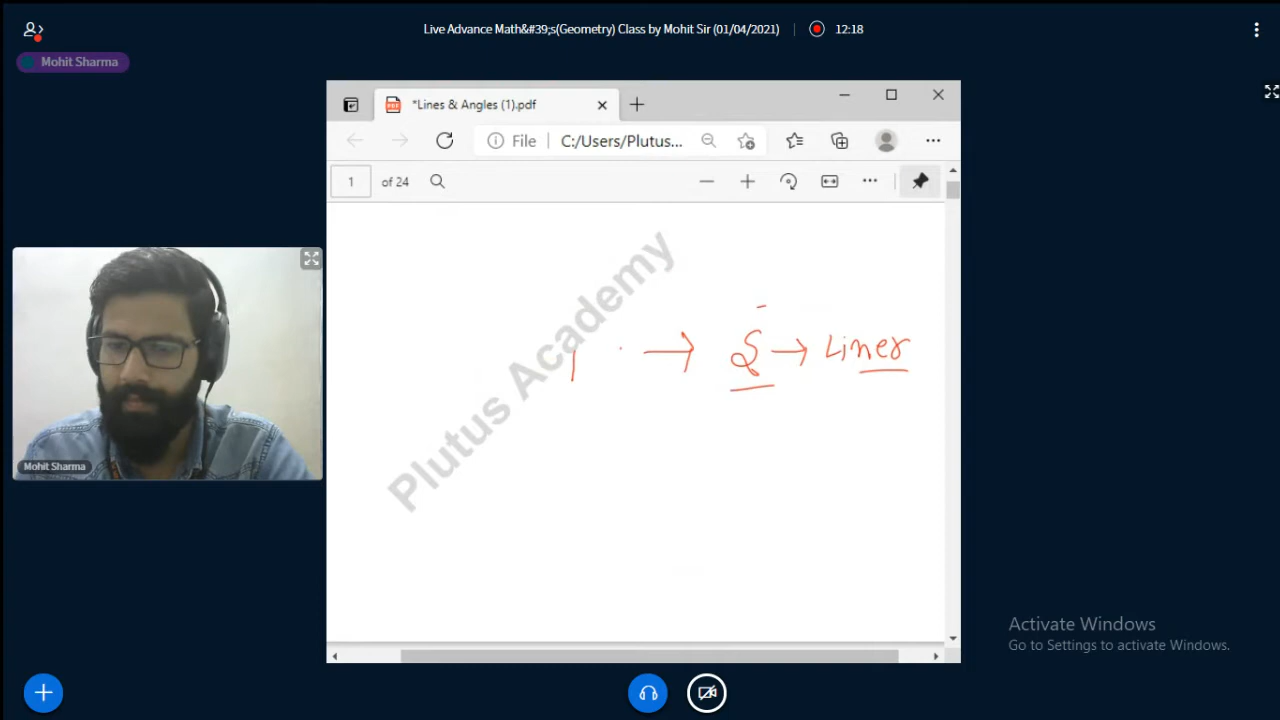 Live Advance Math&#39;s(Geometry) Class by Mohit Sir (01/04/2021)
12:18
Mohit Sharma
*Lines & Angles (1).pdf
File
C:/Users/Plutus...
1 of 24
Plutus Academy
Liner
Mohit Sharma
Activate Windows
Go to Settings to activate Windows.